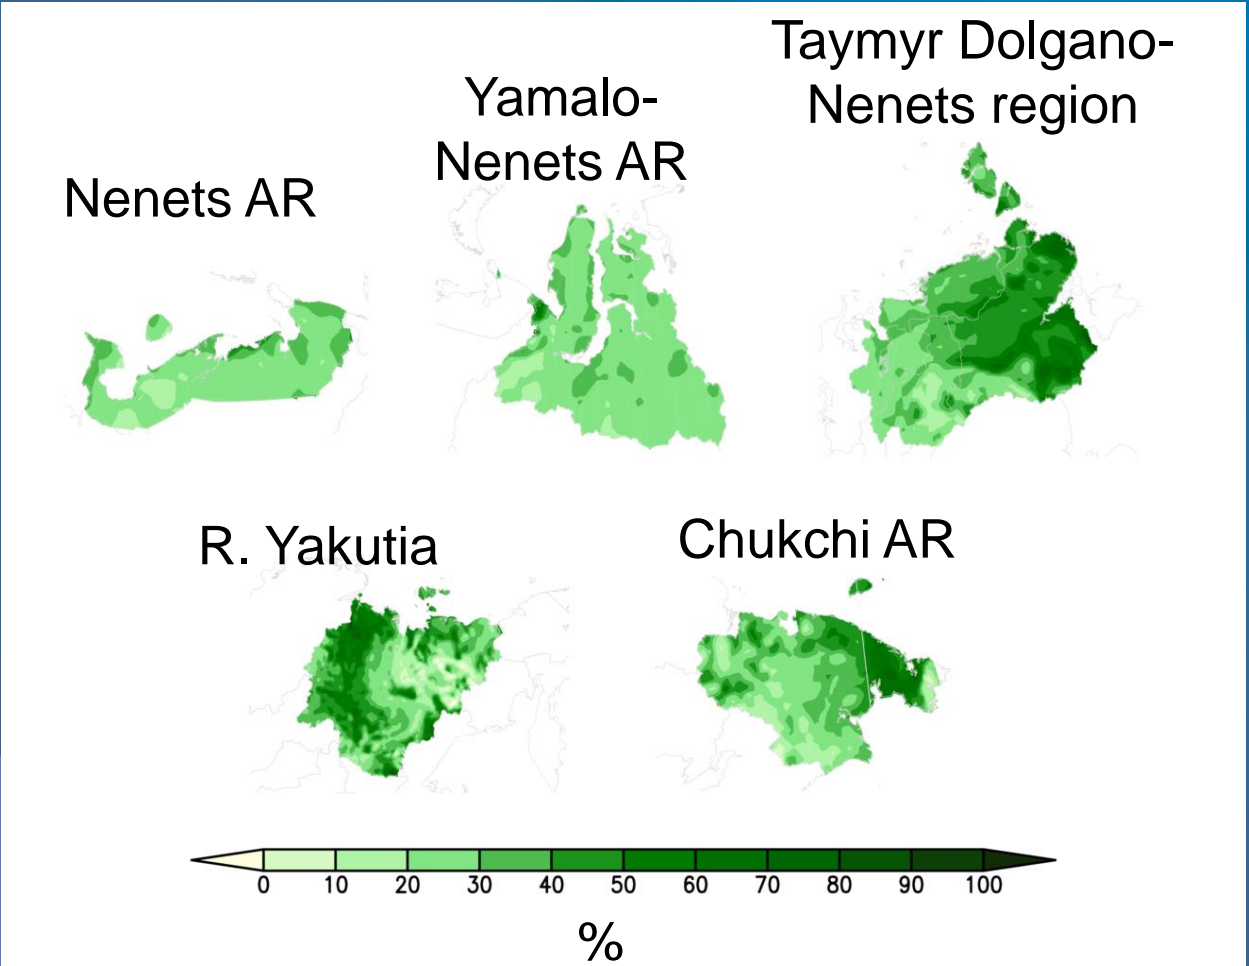 Taymyr Dolgano-
Nenets region
Yamalo-
Nenets AR
Nenets AR
R. Yakutia
Chukchi AR
0 10 20 30 40 50 60 70 80 90 100
%